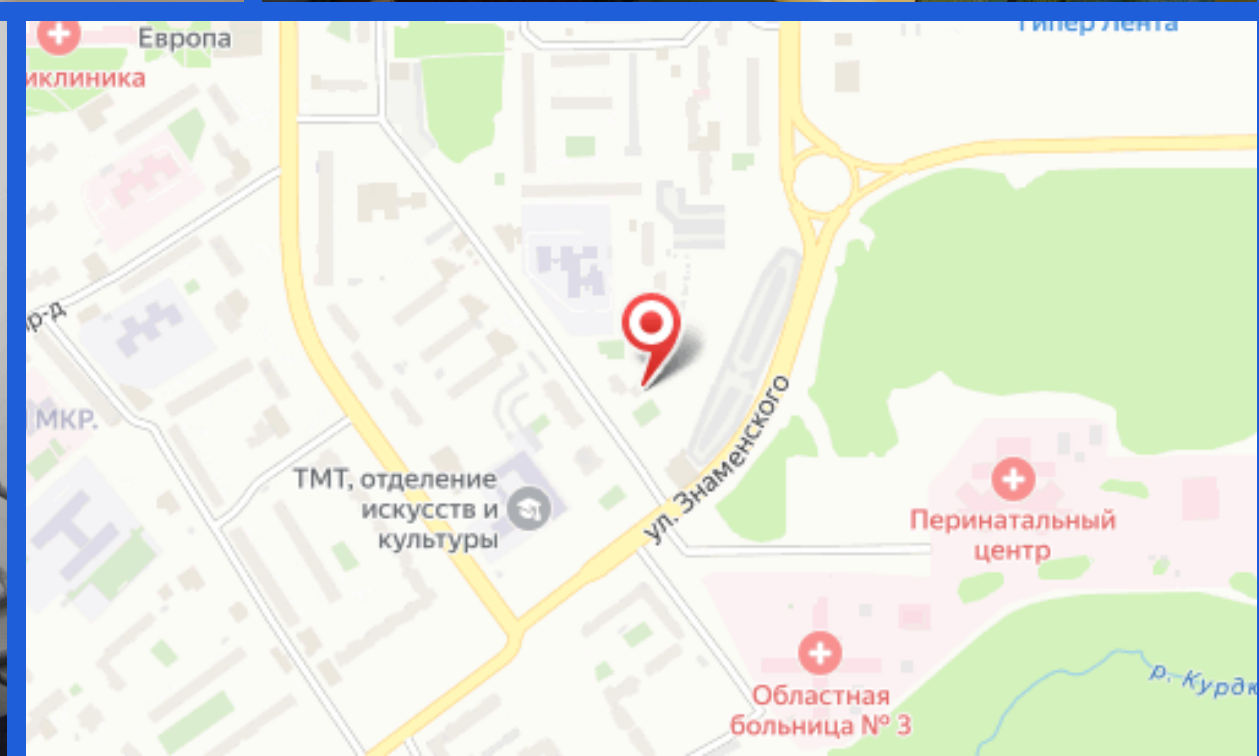 Гипер Лента
Европа
иклиника
р-д
МКР.
ТМТ, отделение
искусств и
культуры
ул. Знаменского
Перинатальный
центр
Областная
больница № 3
р. Курдю